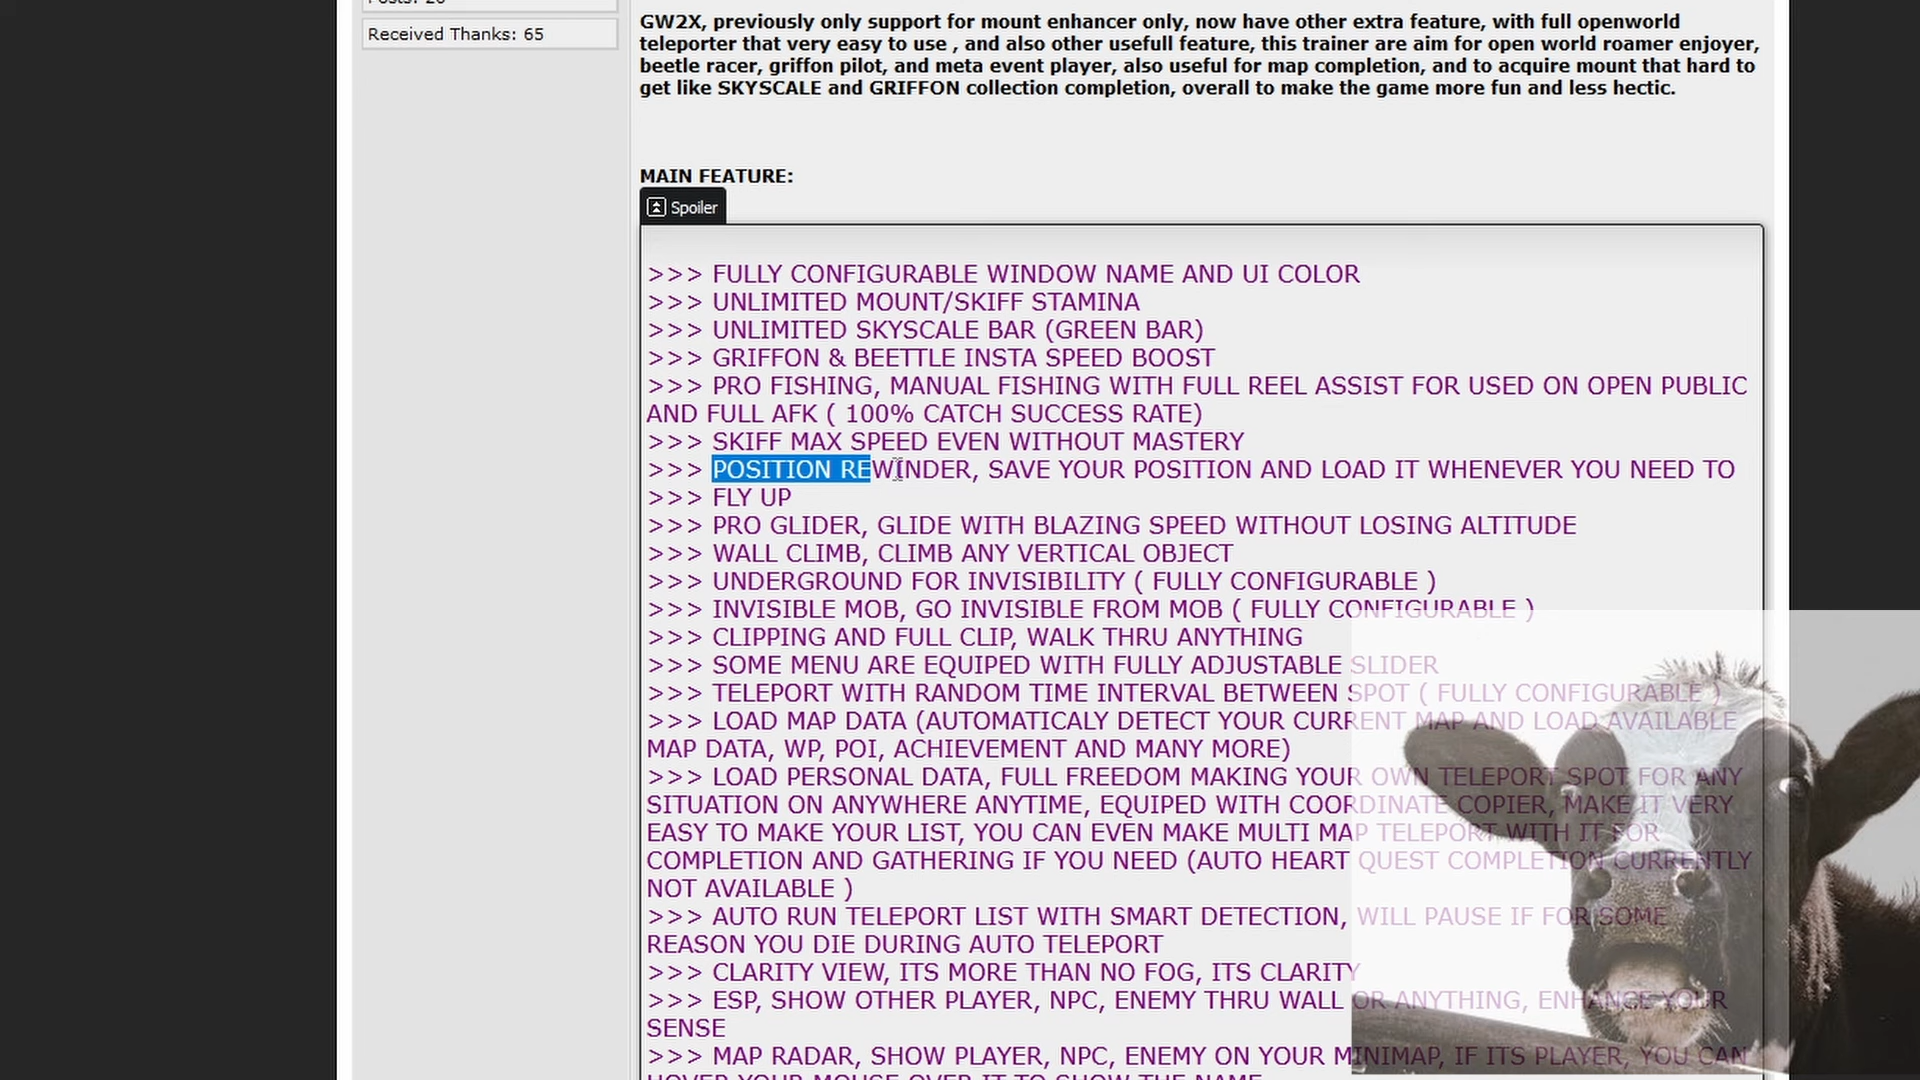 Received Thanks: 65
GW2X, previously only support for mount enhancer only, now have other extra feature, with full openworld
teleporter that very easy to use , and also other usefull feature, this trainer are aim for open world roamer enjoyer,
beetle racer, griffon pilot, and meta event player, also useful for map completion, and to acquire mount that hard to
get like SKYSCALE and GRIFFON collection completion, overall to make the game more fun and less hectic.
MAIN FEATURE:
Spoiler
>>> FULLY CONFIGURABLE WINDOW NAME AND UI COLOR
>>> UNLIMITED MOUNT/SKIFF STAMINA
>>> UNLIMITED SKYSCALE BAR (GREEN BAR)
>>> GRIFFON & BEETTLE INSTA SPEED BOOST
>>> PRO FISHING, MANUAL FISHING WITH FULL REEL ASSIST FOR USED ON OPEN PUBLIC
AND FULL AFK ( 100% CATCH SUCCESS RATE)
>>> SKIFF MAX SPEED EVEN WITHOUT MASTERY
>>> POSITION REWINDER, SAVE YOUR POSITION AND LOAD IT WHENEVER YOU NEED TO
>>> FLY UP
>>> PRO GLIDER, GLIDE WITH BLAZING SPEED WITHOUT LOSING ALTITUDE
>>> WALL CLIMB, CLIMB ANY VERTICAL OBJECT
>>> UNDERGROUND FOR INVISIBILITY ( FULLY CONFIGURABLE )
>>> INVISIBLE MOB, GO INVISIBLE FROM MOB ( FULLY CONFIGURABLE )
>>> CLIPPING AND FULL CLIP, WALK THRU ANYTHING
>>> SOME MENU ARE EQUIPED WITH FULLY ADJUSTABLE SLIDER
>>> TELEPORT WITH RANDOM TIME INTERVAL BETWEEN SPOT ( FULLY CONFIGURABLE )
>>> LOAD MAP DATA (AUTOMATICALY DETECT YOUR CURRENT MAP AND LOAD AVAILABLE
MAP DATA, WP, POI, ACHIEVEMENT AND MANY MORE)
>>> LOAD PERSONAL DATA, FULL FREEDOM MAKING YOUR OWN TELEPORT SPOT FOR ANY
SITUATION ON ANYWHERE ANYTIME, EQUIPED WITH COORDINATE COPIER, MAKE IT VERY
EASY TO MAKE YOUR LIST, YOU CAN EVEN MAKE MULTI MAP TELEPORT WITH IT FOR
COMPLETION AND GATHERING IF YOU NEED (AUTO HEART QUEST COMPLETION CURRENTLY
NOT AVAILABLE )
>>> AUTO RUN TELEPORT LIST WITH SMART DETECTION, WILL PAUSE IF FOR SOME
REASON YOU DIE DURING AUTO TELEPORT
>>> CLARITY VIEW, ITS MORE THAN NO FOG, ITS CLARITY
>>> ESP, SHOW OTHER PLAYER, NPC, ENEMY THRU WALL OR ANYTHING, ENHANCE YOUR
SENSE
>>> MAP RADAR, SHOW PLAYER, NPC, ENEMY ON YOUR MINIMAP, IF ITS PLAYER, YOU CAN
HOVER YOUR MOUSE OVER IT TO SHOW THE NAME